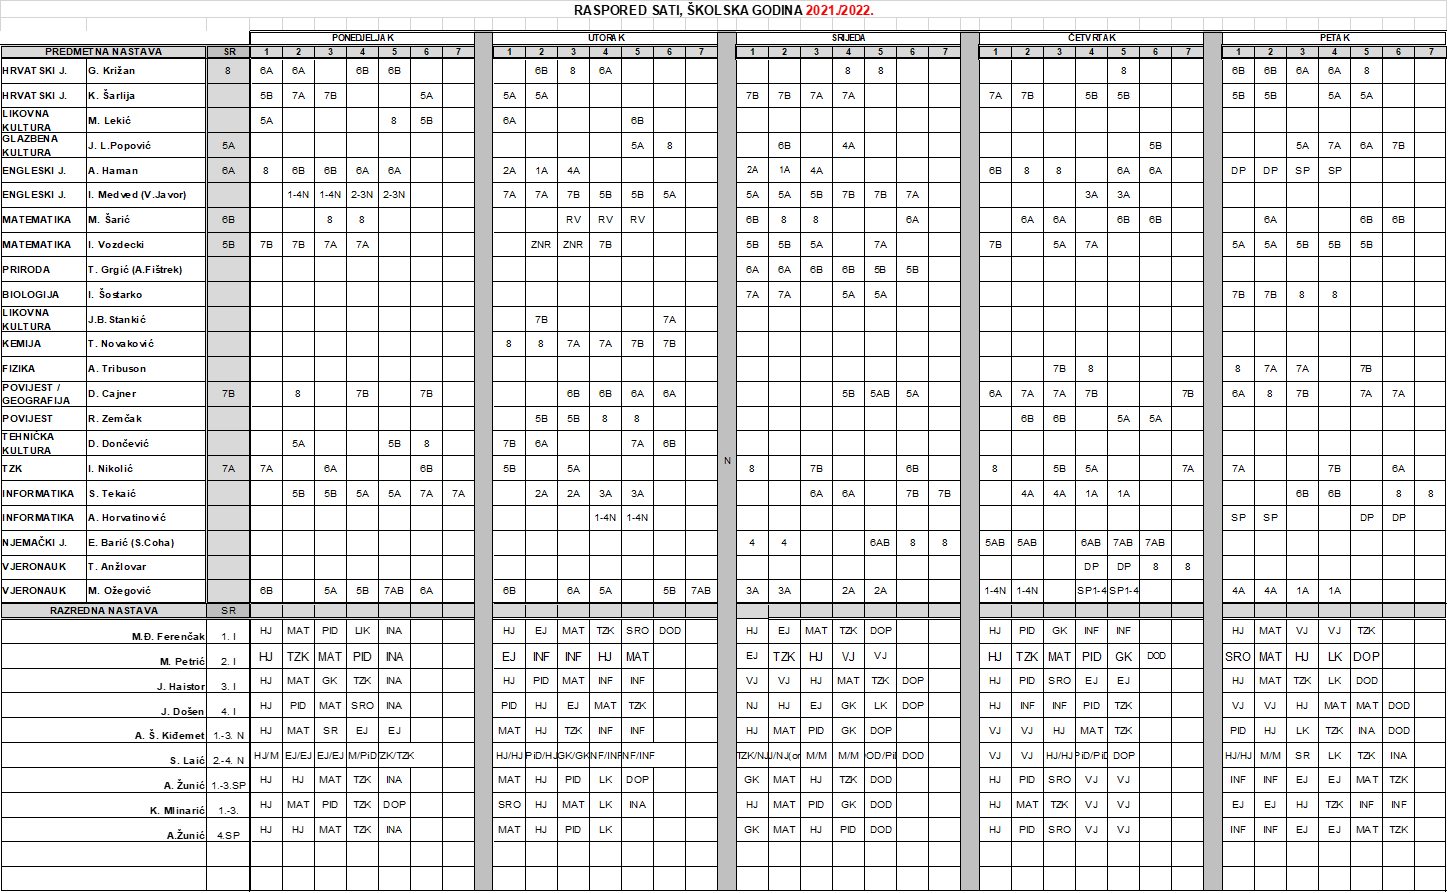 RASPORED SATI, ŠKOLSKA GODINA 2021./2022.
PONEDJELJAK UTORAK SRIJEDA ČETVRTAK PETAK
PREDMETNA NASTAVA SR 1 2 3 4 5 6 7 1 2 3 4 5 6 7 1 2 3 4 5 6 7 1 2 3 4 5 6 7 1 2 3 4 5 6 7
HRVATSKI J. G. Križan 8 6A 6A 6B 6B 6B 8 6A 8 8 8 6B 6B 6A 6A 8
HRVATSKI J. K. Šarlija 5B 7A 7B 5A 5A 5A 7B 7B 7A 7A 7A 7B 5B 5B 5B 5B 5A 5A
LIKOVNA KULTURA M. Lekić 5A 8 5B 6A 6B
GLAZBENA KULTURA J. L.Popović 5A 5A 8 6B 4A 5B 5A 7A 6A 7B
ENGLESKI J. A. Haman 6A 8 6B 6B 6A 6A 2A 1A 4A 2A 1A 4A 6B 8 8 6A 6A DP DP SP SP
ENGLESKI J. I. Medved (V.Javor) 1-4N 1-4N 2-3N 2-3N 7A 7A 7B 5B 5B 5A 5A 5A 5B 7B 7B 7A 3A 3A
MATEMATIKA M. Šarić 6B 8 8 RV RV RV 6B 8 8 6A 6A 6A 6B 6B 6A 6B 6B
MATEMATIKA I. Vozdecki 5B 7B 7B 7A 7A ZNR ZNR 7B 5B 5B 5A 7A 7B 5A 7A 5A 5A 5B 5B 5B
PRIRODA T. Grgić (A.Fištrek) 6A 6A 6B 6B 5B 5B
BIOLOGIJA I. Šostarko 7A 7A 5A 5A 7B 7B 8 8
LIKOVNA KULTURA J.B.Stankić 7B 7A
KEMIJA T. Novaković 8 8 7A 7A 7B 7B
FIZIKA A. Tribuson 7B 8 8 7A 7A 7B
POVIJEST / GEOGRAFIJA D. Cajner 7B 8 7B 7B 6B 6B 6A 6A 5B 5AB 5A 6A 7A 7A 7B 7B 6A 8 7B 7A 7A
POVIJEST R. Zemčak 5B 5B 8 8 6B 6B 5A 5A
TEHNIČKA KULTURA D. Dončević 5A 5B 8 7B 6A 7A 6B
TZK I. Nikolić 7A 7A 6A 6B 5B 5A N 8 7B 6B 8 5B 5A 7A 7A 7B 6A
INFORMATIKA S. Tekaić 5B 5B 5A 5A 7A 7A 2A 2A 3A 3A 6A 6A 7B 7B 4A 4A 1A 1A 6B 6B 8 8
INFORMATIKA A. Horvatinović 1-4N 1-4N SP SP DP DP
NJEMAČKI J. E. Barić (S.Coha) 4 4 6AB 8 8 5AB 5AB 6AB 7AB 7AB
VJERONAUK T. Anžlovar DP DP 8 8
VJERONAUK M. Ožegović 6B 5A 5B 7AB 6A 6B 6A 5A 5B 7AB 3A 3A 2A 2A 1-4N 1-4N SP1-4 SP1-4 4A 4A 1A 1A
RAZREDNA NASTAVA SR
M.Đ. Ferenčak 1. I HJ MAT PID LIK INA HJ EJ MAT TZK SRO DOD HJ EJ MAT TZK DOP HJ PID GK INF INF HJ MAT VJ VJ TZK
M. Petrić 2. I HJ TZK MAT PID INA EJ INF INF HJ MAT EJ TZK HJ VJ VJ HJ TZK MAT PID GK DOD SRO MAT HJ LK DOP
J. Haistor 3. I HJ MAT GK TZK INA HJ PID MAT INF INF VJ VJ HJ MAT TZK DOP HJ PID SRO EJ EJ HJ MAT TZK LK DOD
J. Došen 4. I HJ PID MAT SRO INA PID HJ EJ MAT TZK NJ HJ EJ GK LK DOP HJ INF INF PID TZK VJ VJ HJ MAT MAT DOD
A. Š. Kiđemet 1.-3. N HJ MAT SR EJ EJ MAT HJ TZK INF INF HJ MAT PID GK DOP VJ VJ HJ MAT TZK PID HJ LK TZK INA DOD
S. Laić 2.-4. N HJ/M EJ/EJ EJ/EJ M/PiD ZK/TZK HJ/HJ PiD/HJ GK/GK NF/INF NF/INF TZK/NJ J/NJ(or M/M M/M OD/Pi DOD VJ VJ HJ/HJ PiD/PiD DOP HJ/HJ M/M SR LK TZK INA
A. Žunić 1.-3.SP HJ HJ MAT TZK INA MAT HJ PID LK DOP GK MAT HJ TZK DOD HJ PID SRO VJ VJ INF INF EJ EJ MAT TZK
K. Mlinarić 1.-3. HJ MAT PID TZK DOP SRO HJ MAT LK INA HJ MAT PID GK DOD HJ MAT TZK VJ VJ EJ EJ HJ TZK INF INF
A.Žunić 4.SP HJ HJ MAT TZK INA MAT HJ PID LK GK MAT HJ PID DOD HJ PID SRO VJ VJ INF INF EJ EJ MAT TZK